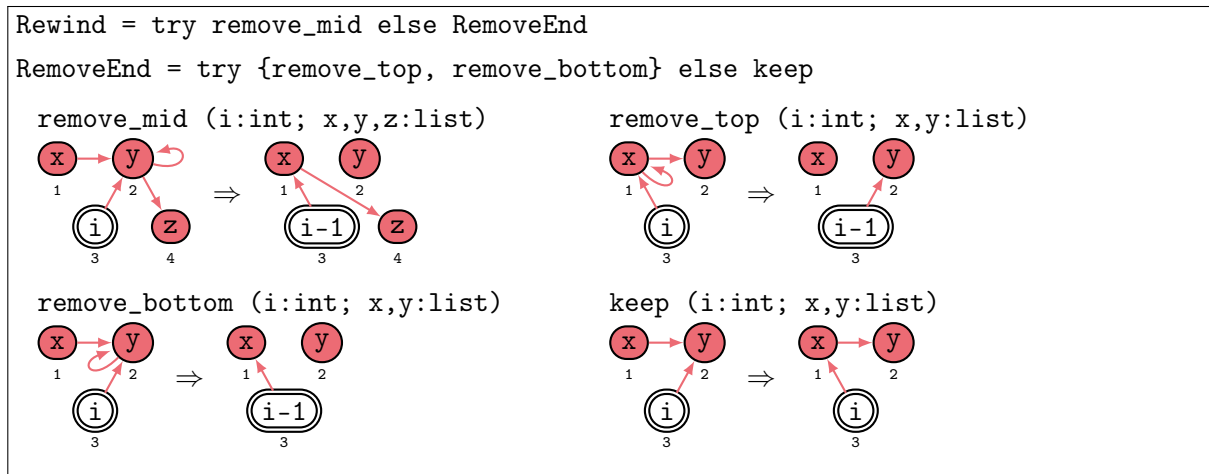 Rewind = try remove_mid else RemoveEnd
RemoveEnd = try {remove_top, remove_bottom} else keep
remove_mid (i:int; x,y,z:list)
x y x y
1 2 1 2
⇒
i z i-1 z
3 4 3 4
remove_top (i:int; x,y:list)
x y x y
1 2 1 2
⇒
i i-1
3 3
remove_bottom (i:int; x,y:list)
x y x y
1 2 1 2
⇒
i i-1
3 3
keep (i:int; x,y:list)
x y x y
1 2 1 2
⇒
i i
3 3